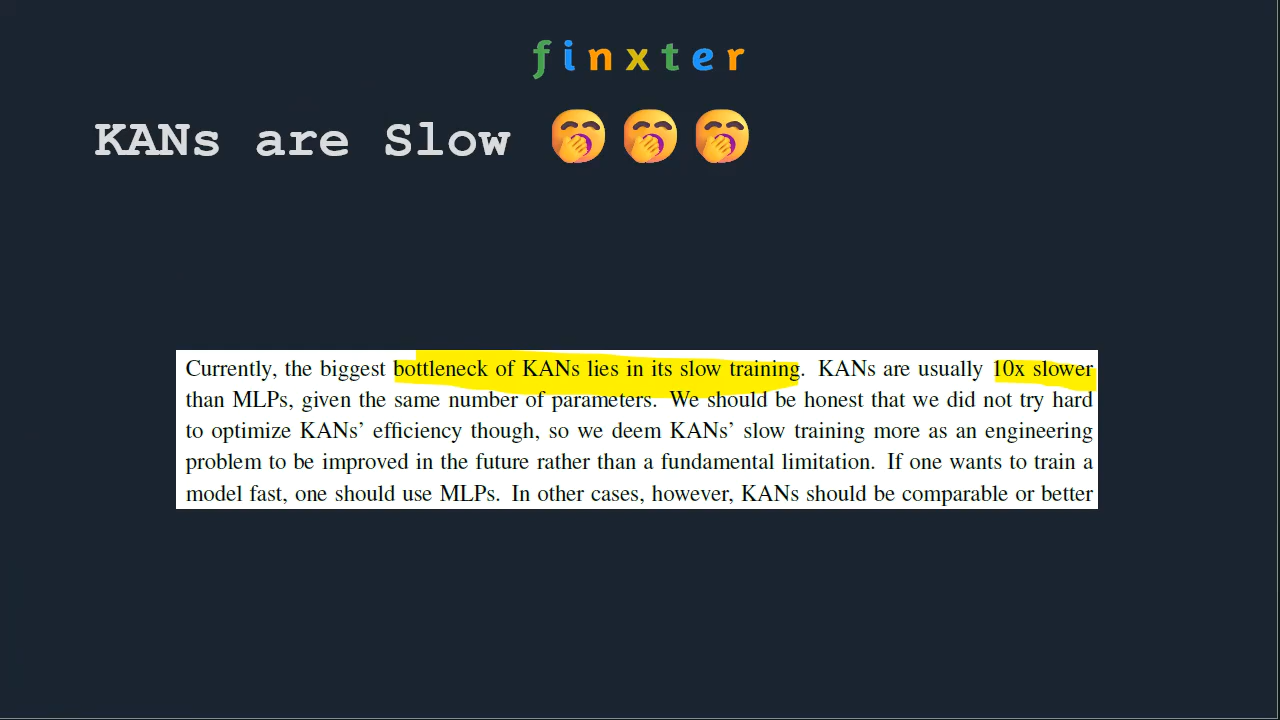 finxter
KANs are Slow 🥱🥱🥱
Currently, the biggest bottleneck of KANs lies in its slow training. KANs are usually 10x slower
than MLPs, given the same number of parameters. We should be honest that we did not try hard
to optimize KANs’ efficiency though, so we deem KANs’ slow training more as an engineering
problem to be improved in the future rather than a fundamental limitation. If one wants to train a
model fast, one should use MLPs. In other cases, however, KANs should be comparable or better